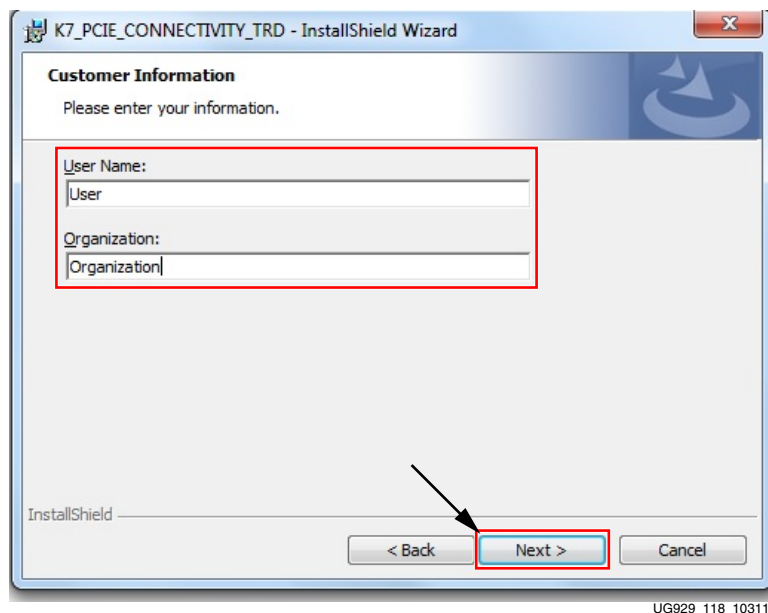 K7_PCIE_CONNECTIVITY_TRD - InstallShield Wizard
Customer Information
Please enter your information.
User Name:
User
Organization:
Organization
InstallShield
< Back
Next >
Cancel
UG929_118_10311